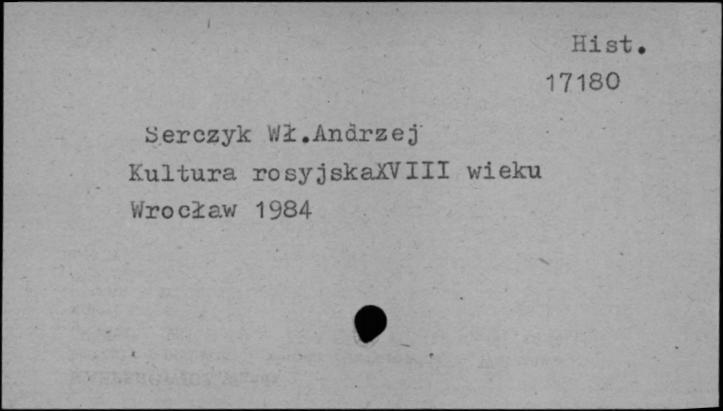 Hist.
17180
Serczyk Wł.Andrzej
Kultura rosyjskaXVIII wieku
Wrocław 1984